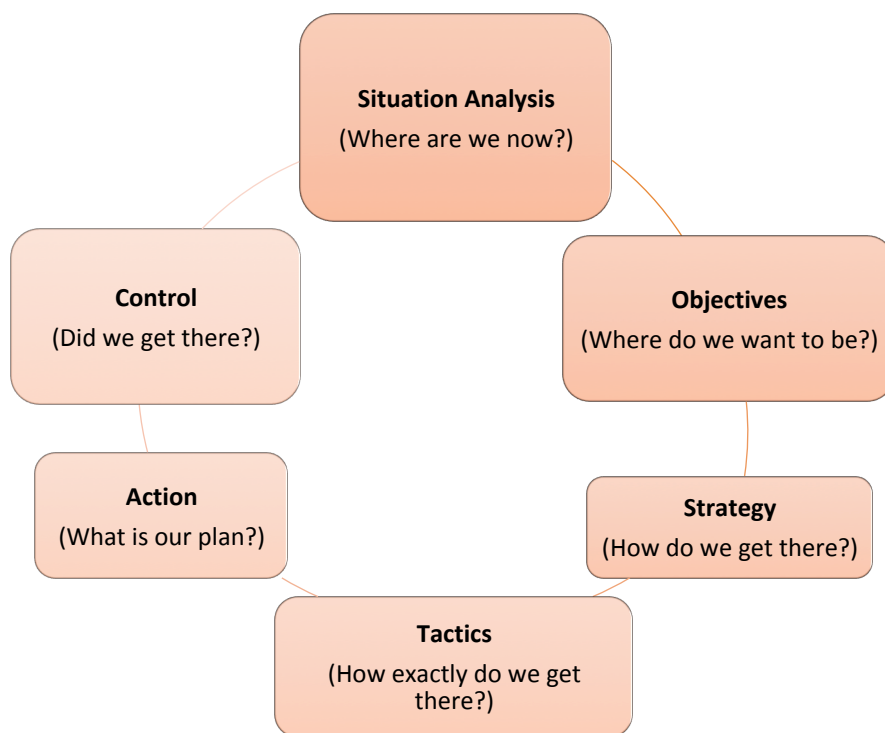 Situation Analysis
(Where are we now?)
Objectives
(Where do we want to be?)
Strategy
(How do we get there?)
Tactics
(How exactly do we get
there?)
Action
(What is our plan?)
Control
(Did we get there?)